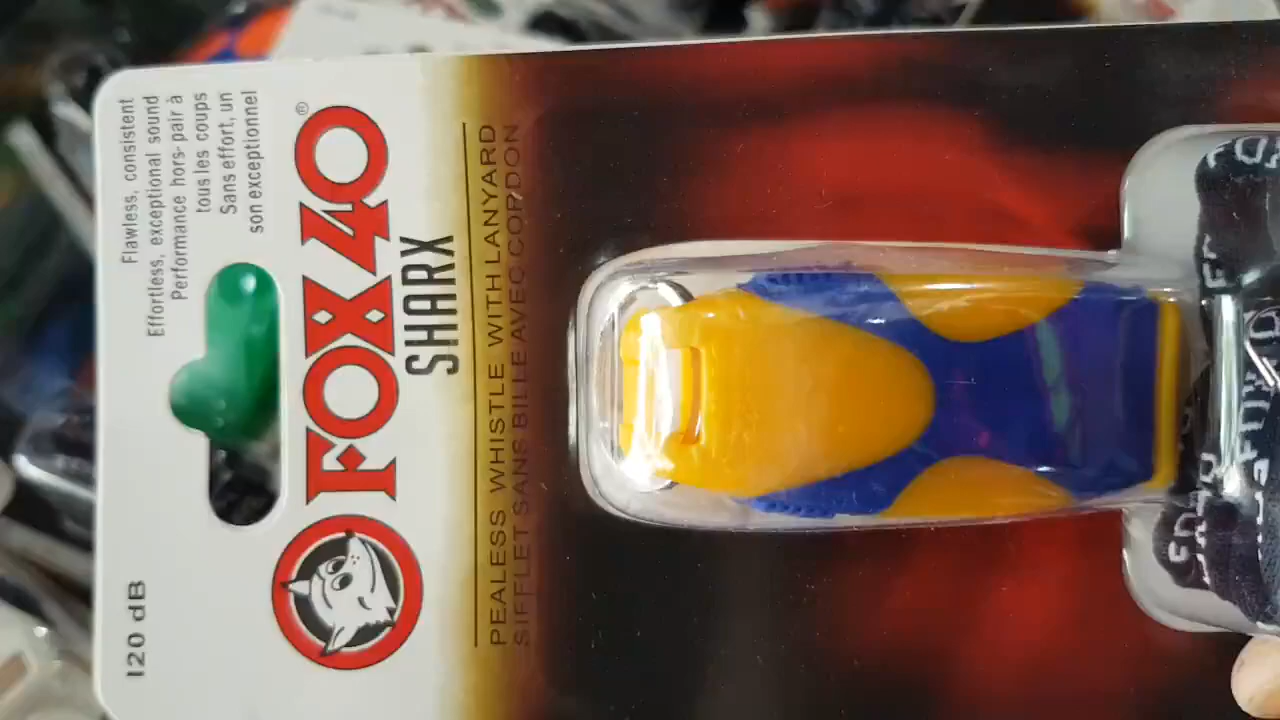 120 dB
Flawless, consistent
Effortless, exceptional sound
Performance hors-pair à
tous les coups
Sans effort, un
son exceptionnel
FOX 40®
SHARX
PEALESS WHISTLE WITH LANYARD
SIFFLET SANS BILLE AVEC CORDON